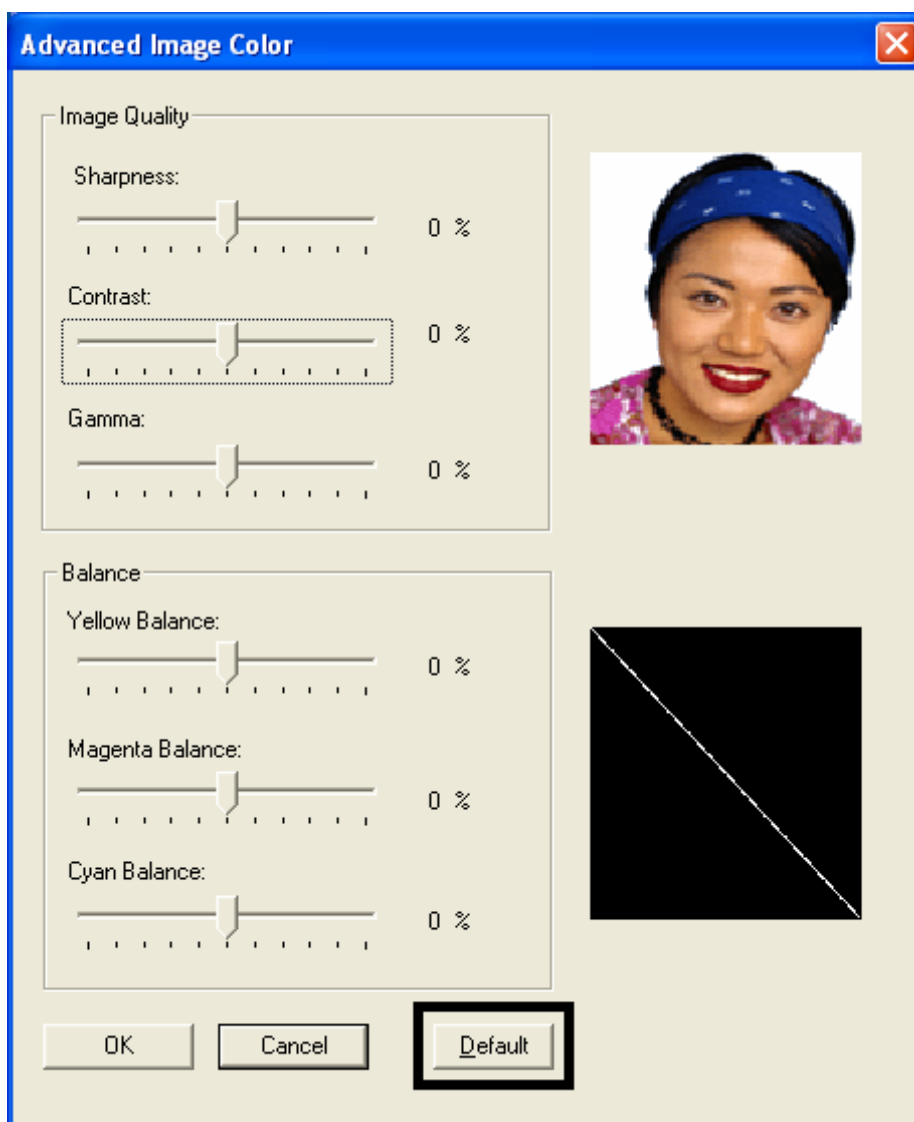 Advanced Image Color
Image Quality
Sharpness:
0 %
Contrast:
0 %
Gamma:
0 %
Balance
Yellow Balance:
0 %
Magenta Balance:
0 %
Cyan Balance:
0 %
OK Cancel Default